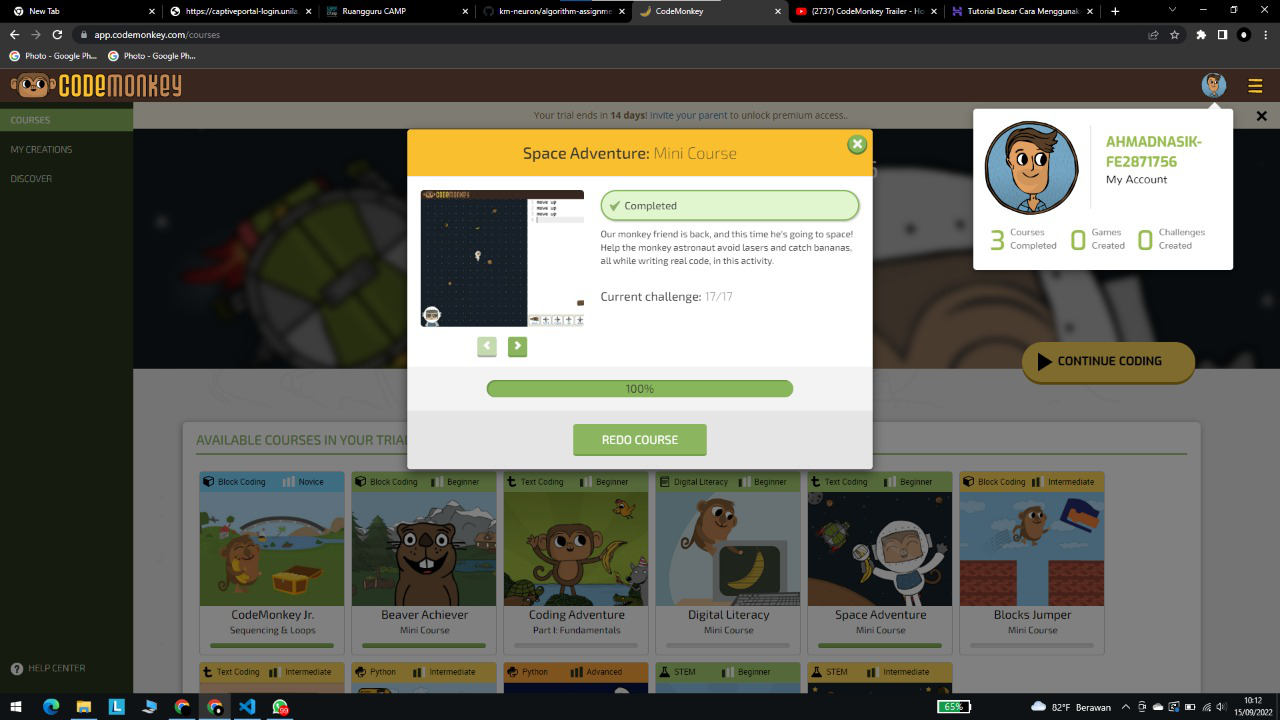 New Tab
https://captiveportal-login.unila
Ruangguru CAMP
km-neuron/algorithm-assignme
CodeMonkey
(2737) CodeMonkey Trailer - Ho
Tutorial Dasar Cara Menggunak
app.codemonkey.com/courses
Photo - Google Ph...
Photo - Google Ph...
CODEMONKEY
COURSES
MY CREATIONS
DISCOVER
HELP CENTER
Your trial ends in 14 days! Invite your parent to unlock premium access..
AHMADNASIK-
FE2871756
My Account
3 Courses Completed
0 Games Created
0 Challenges Created
Space Adventure: Mini Course
CODEMONKEY
move up
move up
move up
Completed
Our monkey friend is back, and this time he's going to space!
Help the monkey astronaut avoid lasers and catch bananas,
all while writing real code, in this activity.
Current challenge: 17/17
100%
REDO COURSE
CONTINUE CODING
AVAILABLE COURSES IN YOUR TRIAL
Block Coding Novice
CodeMonkey Jr.
Sequencing & Loops
Block Coding Beginner
Beaver Achiever
Mini Course
Text Coding Beginner
Coding Adventure
Part I: Fundamentals
Digital Literacy Beginner
Digital Literacy
Mini Course
Text Coding Beginner
Space Adventure
Mini Course
Block Coding Intermediate
Blocks Jumper
Mini Course
Text Coding Intermediate
Python Intermediate
Python Advanced
STEM Beginner
STEM Intermediate
99
65%
82°F Berawan
10:12
15/09/2022